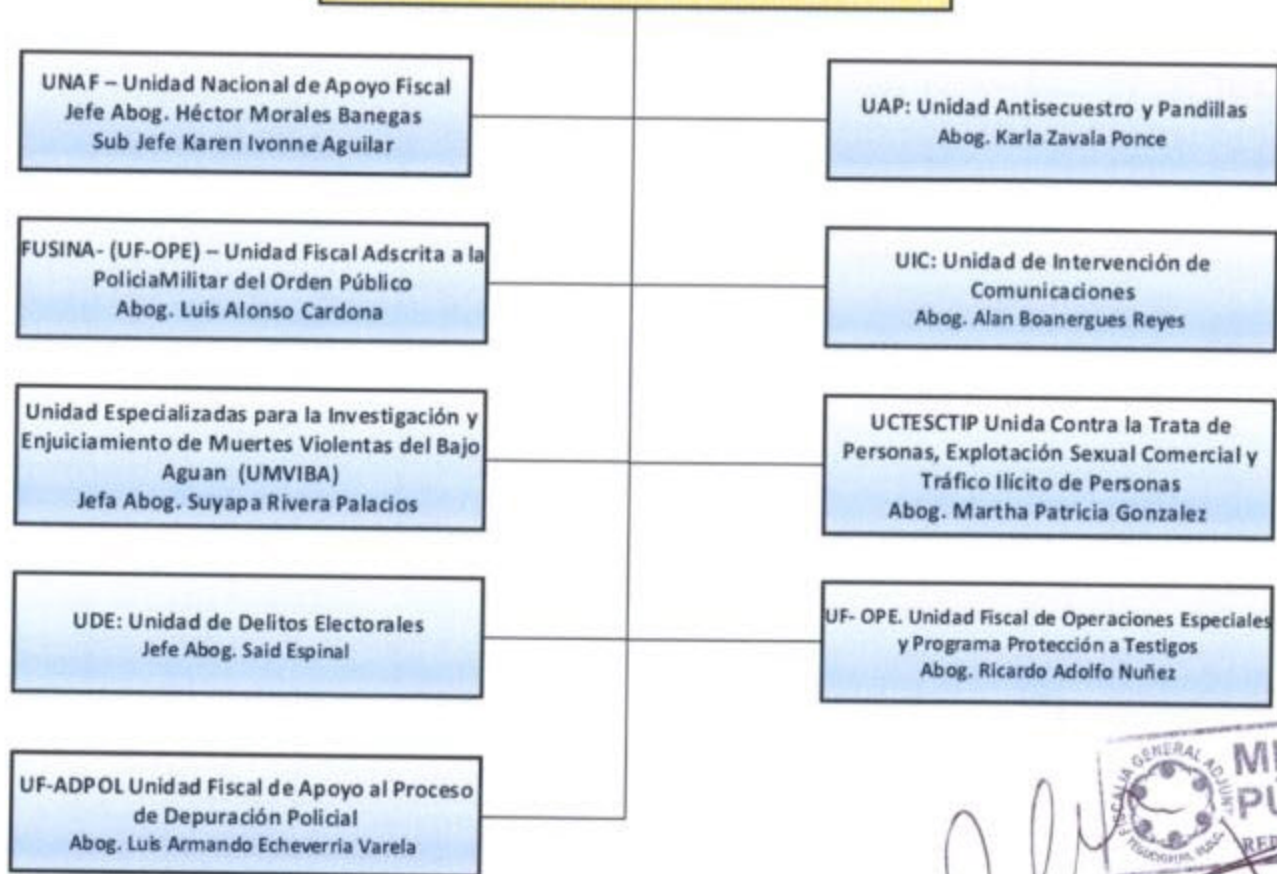 UNAF – Unidad Nacional de Apoyo Fiscal
Jefe Abog. Héctor Morales Banegas
Sub Jefe Karen Ivonne Aguilar
UAP: Unidad Antisecuestro y Pandillas
Abog. Karla Zavala Ponce
FUSINA- (UF-OPE) – Unidad Fiscal Adscrita a la
PoliciaMilitar del Orden Público
Abog. Luis Alonso Cardona
UIC: Unidad de Intervención de
Comunicaciones
Abog. Alan Boanergues Reyes
Unidad Especializadas para la Investigación y
Enjuiciamiento de Muertes Violentas del Bajo
Aguan (UMVIBA)
Jefa Abog. Suyapa Rivera Palacios
UCTESCTIP Unida Contra la Trata de
Personas, Explotación Sexual Comercial y
Tráfico Ilícito de Personas
Abog. Martha Patricia Gonzalez
UDE: Unidad de Delitos Electorales
Jefe Abog. Said Espinal
UF- OPE. Unidad Fiscal de Operaciones Especiales
y Programa Protección a Testigos
Abog. Ricardo Adolfo Nuñez
UF-ADPOL Unidad Fiscal de Apoyo al Proceso
de Depuración Policial
Abog. Luis Armando Echeverria Varela
FISCALIA GENERAL ADJUNT
MI
PU